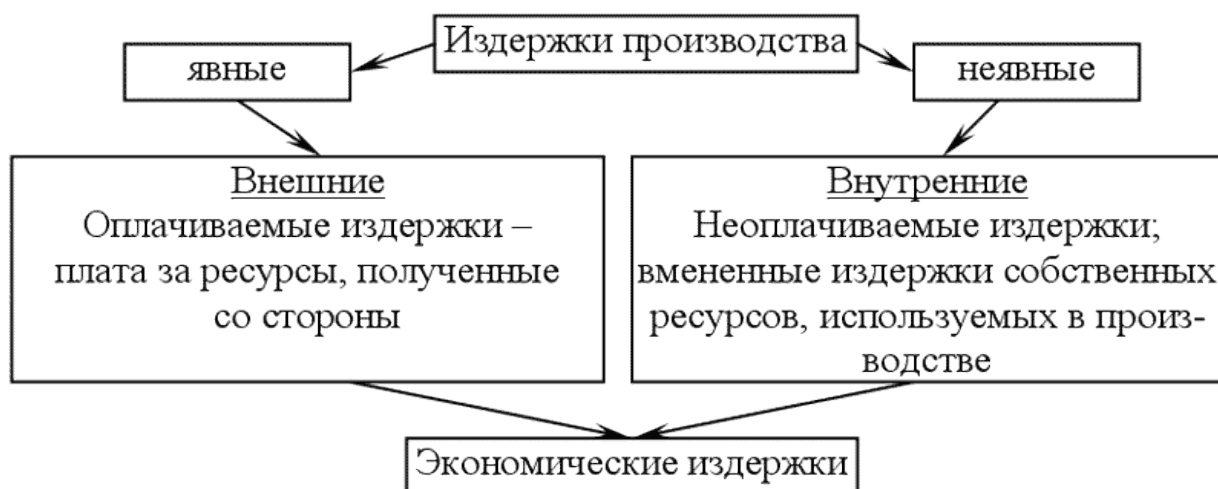 Издержки производства
явные
неявные
Внешние
Оплачиваемые издержки –
плата за ресурсы, полученные
со стороны
Внутренние
Неоплачиваемые издержки;
вмененные издержки собственных
ресурсов, используемых в произ-
водстве
Экономические издержки